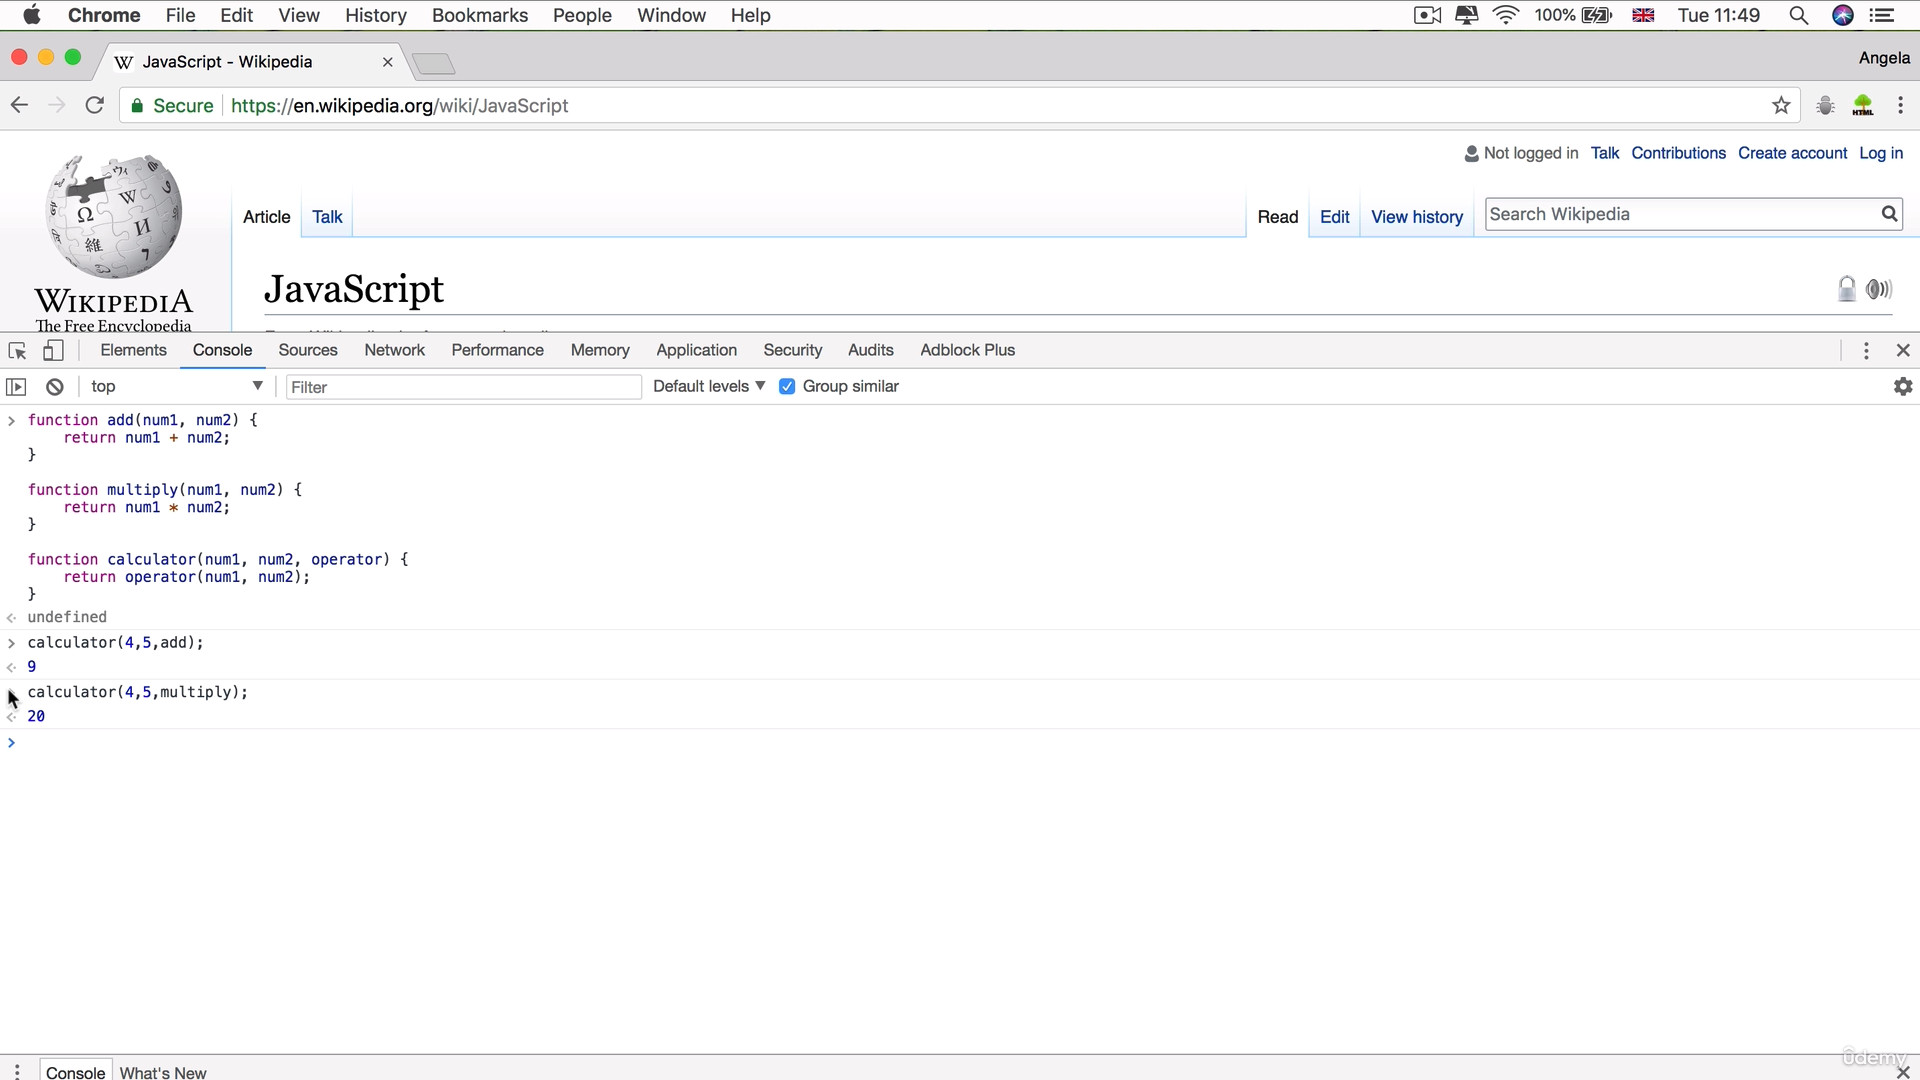 Chrome File Edit View History Bookmarks People Window Help 100% Tue 11:49
JavaScript - Wikipedia Angela
Secure https://en.wikipedia.org/wiki/JavaScript HTML
Not logged in Talk Contributions Create account Log in
Article Talk Read Edit View history Search Wikipedia
JavaScript
WIKIPEDIA
The Free Encyclopedia
Elements Console Sources Network Performance Memory Application Security Audits Adblock Plus
top Filter Default levels Group similar
function add(num1, num2) {
return num1 + num2;
}
function multiply(num1, num2) {
return num1 * num2;
}
function calculator(num1, num2, operator) {
return operator(num1, num2);
}
undefined
calculator(4,5,add);
9
calculator(4,5,multiply);
20
Console What's New
ûdemy